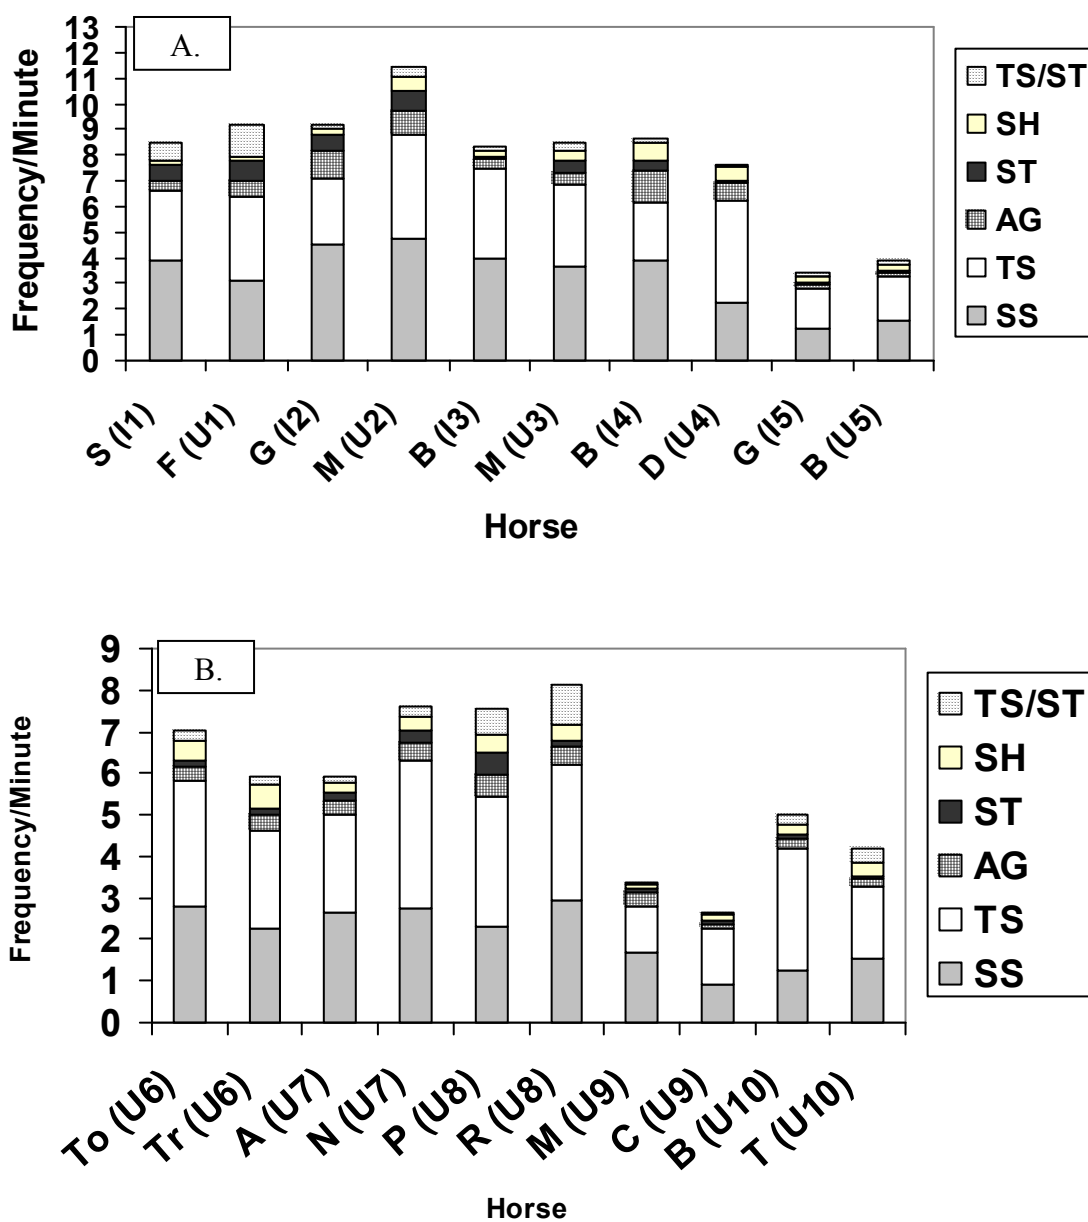 A.
Frequency/Minute
13
12
11
10
9
8
7
6
5
4
3
2
1
0
S (I1)
F (U1)
G (I2)
M (U2)
B (I3)
M (U3)
B (I4)
D (U4)
G (I5)
B (U5)
Horse
TS/ST
SH
ST
AG
TS
SS
B.
Frequency/Minute
9
8
7
6
5
4
3
2
1
0
To (U6)
Tr (U6)
A (U7)
N (U7)
P (U8)
R (U8)
M (U9)
C (U9)
B (U10)
T (U10)
Horse
TS/ST
SH
ST
AG
TS
SS